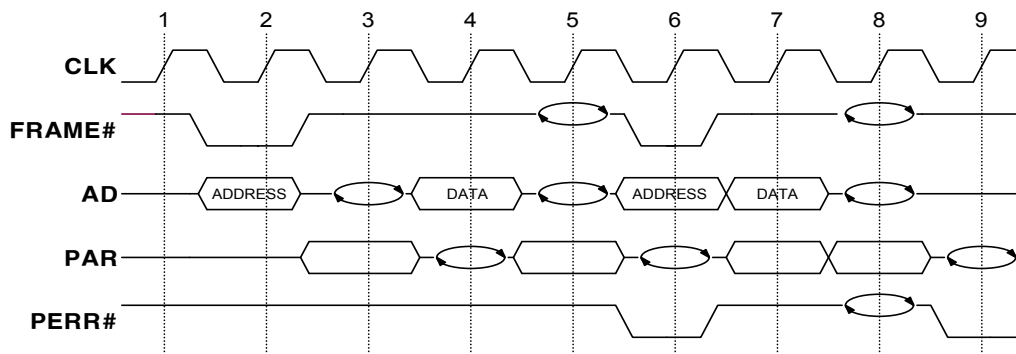 1 2 3 4 5 6 7 8 9
CLK
FRAME#
AD ADDRESS DATA ADDRESS DATA
PAR
PERR#